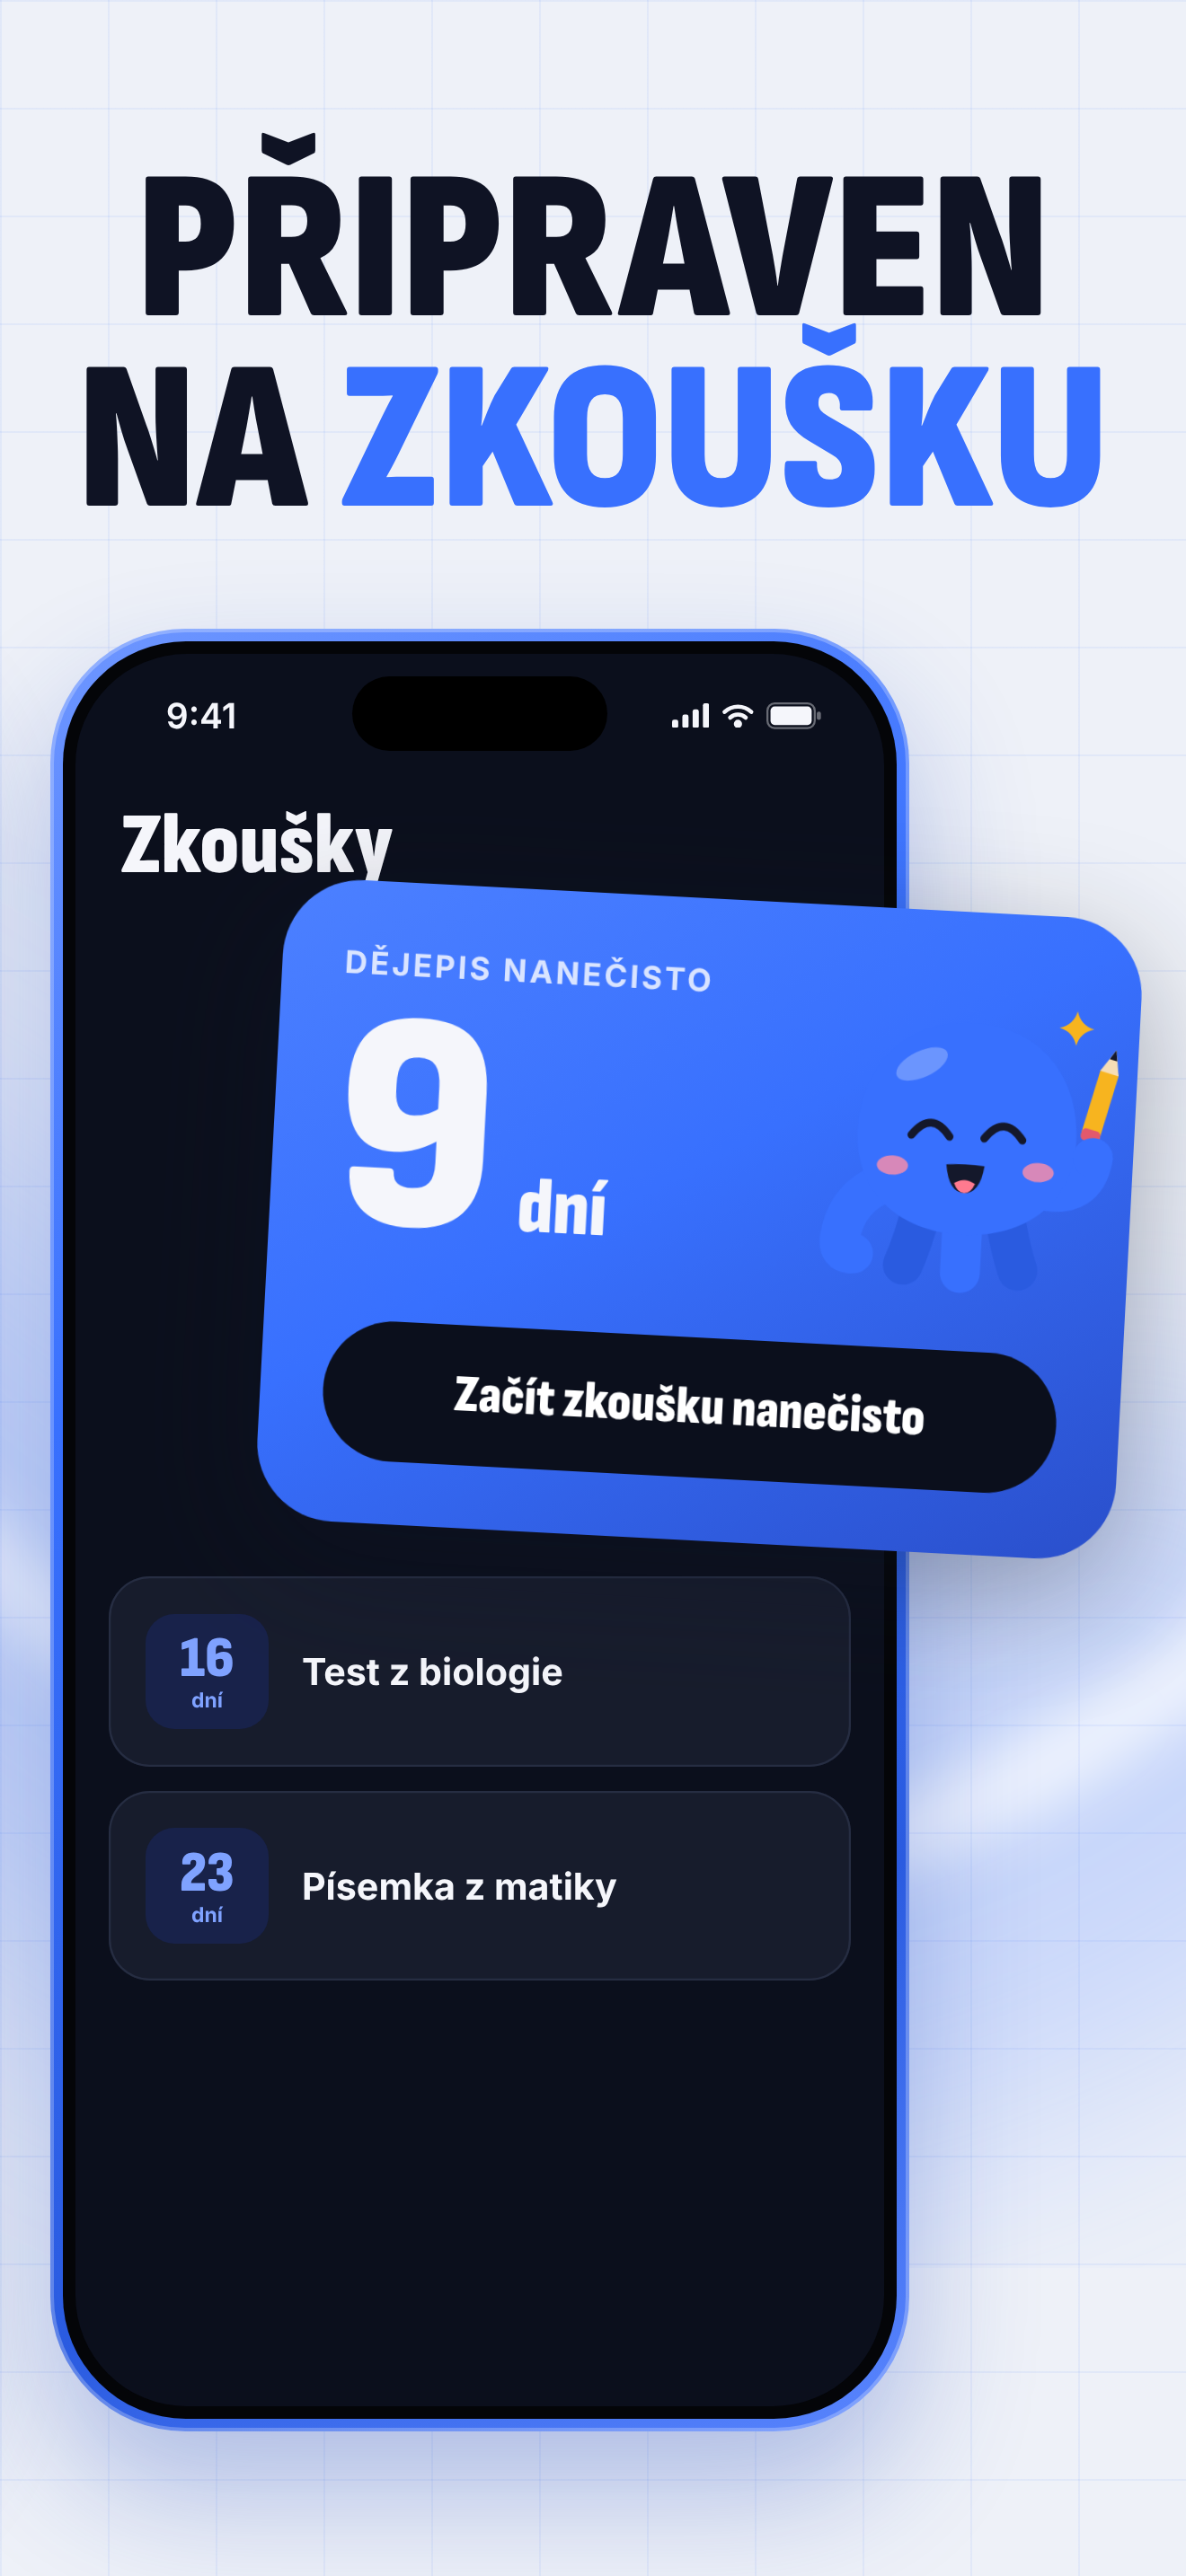 PŘIPRAVEN
NA ZKOUŠKU
9:41
Zkoušky
DĚJEPIS NANEČISTO
9 dní
Začít zkoušku nanečisto
16
dní
Test z biologie
23
dní
Písemka z matiky